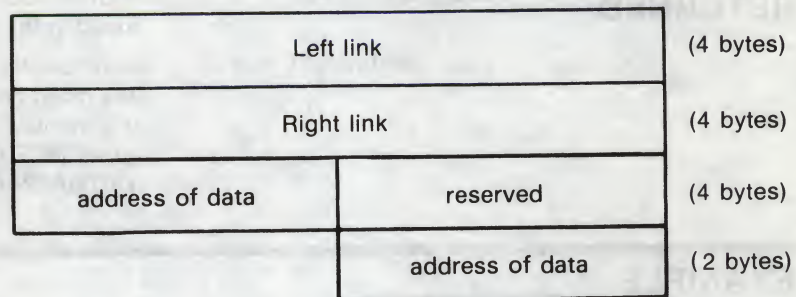 Left link (4 bytes)
Right link (4 bytes)
address of data reserved (4 bytes)
address of data (2 bytes)